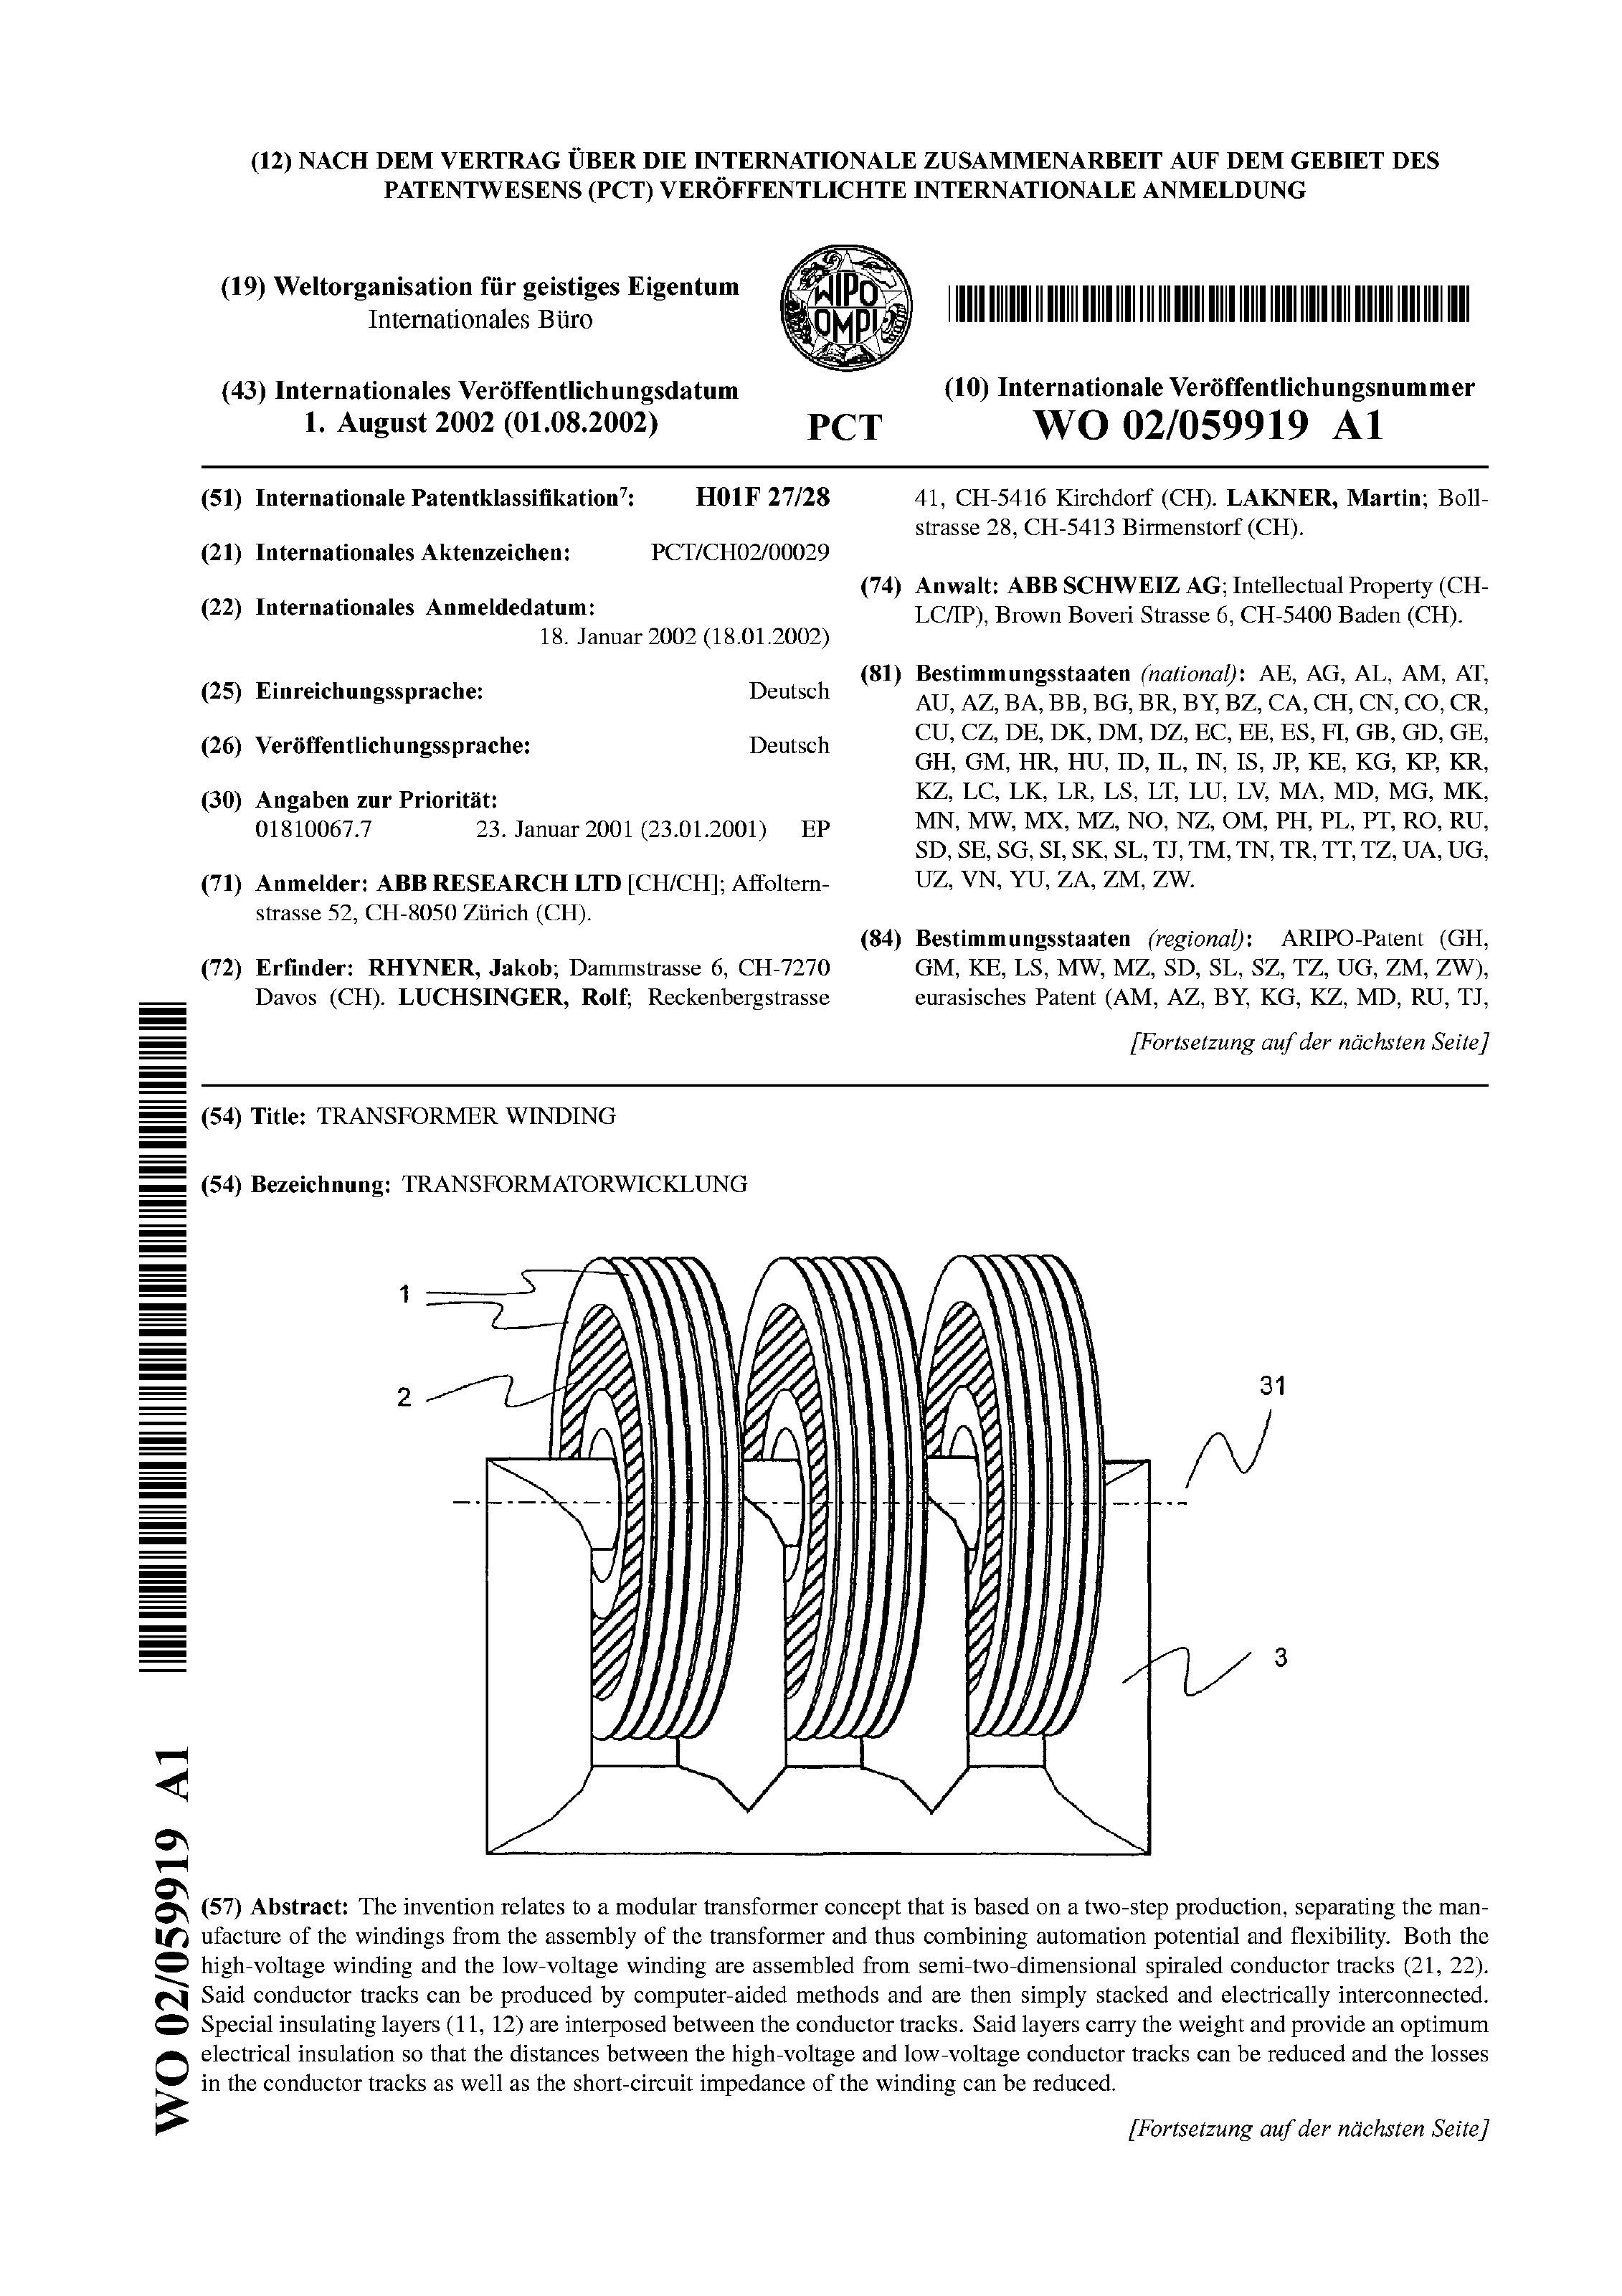 (12) NACH DEM VERTRAG ÜBER DIE INTERNATIONALE ZUSAMMENARBEIT AUF DEM GEBIET DES
PATENTWESENS (PCT) VERÖFFENTLICHTE INTERNATIONALE ANMELDUNG
(19) Weltorganisation für geistiges Eigentum
Internationales Büro
WIPO
OMPI
(43) Internationales Veröffentlichungsdatum
1. August 2002 (01.08.2002)
PCT
(10) Internationale Veröffentlichungsnummer
WO 02/059919 A1
(51) Internationale Patentklassifikation⁷: H01F 27/28
(21) Internationales Aktenzeichen: PCT/CH02/00029
(22) Internationales Anmeldedatum:
18. Januar 2002 (18.01.2002)
(25) Einreichungssprache: Deutsch
(26) Veröffentlichungssprache: Deutsch
(30) Angaben zur Priorität:
01810067.7 23. Januar 2001 (23.01.2001) EP
(71) Anmelder: ABB RESEARCH LTD [CH/CH]; Affoltern-
strasse 52, CH-8050 Zürich (CH).
(72) Erfinder: RHYNER, Jakob; Dammstrasse 6, CH-7270
Davos (CH). LUCHSINGER, Rolf; Reckenbergstrasse
41, CH-5416 Kirchdorf (CH). LAKNER, Martin; Boll-
strasse 28, CH-5413 Birmenstorf (CH).
(74) Anwalt: ABB SCHWEIZ AG; Intellectual Property (CH-
LC/IP), Brown Boveri Strasse 6, CH-5400 Baden (CH).
(81) Bestimmungsstaaten (national): AE, AG, AL, AM, AT,
AU, AZ, BA, BB, BG, BR, BY, BZ, CA, CH, CN, CO, CR,
CU, CZ, DE, DK, DM, DZ, EC, EE, ES, FI, GB, GD, GE,
GH, GM, HR, HU, ID, IL, IN, IS, JP, KE, KG, KP, KR,
KZ, LC, LK, LR, LS, LT, LU, LV, MA, MD, MG, MK,
MN, MW, MX, MZ, NO, NZ, OM, PH, PL, PT, RO, RU,
SD, SE, SG, SI, SK, SL, TJ, TM, TN, TR, TT, TZ, UA, UG,
UZ, VN, YU, ZA, ZM, ZW.
(84) Bestimmungsstaaten (regional): ARIPO-Patent (GH,
GM, KE, LS, MW, MZ, SD, SL, SZ, TZ, UG, ZM, ZW),
eurasisches Patent (AM, AZ, BY, KG, KZ, MD, RU, TJ,
[Fortsetzung auf der nächsten Seite]
(54) Title: TRANSFORMER WINDING
(54) Bezeichnung: TRANSFORMATORWICKLUNG
1
2
31
3
(57) Abstract: The invention relates to a modular transformer concept that is based on a two-step production, separating the man-
ufacture of the windings from the assembly of the transformer and thus combining automation potential and flexibility. Both the
high-voltage winding and the low-voltage winding are assembled from semi-two-dimensional spiraled conductor tracks (21, 22).
Said conductor tracks can be produced by computer-aided methods and are then simply stacked and electrically interconnected.
Special insulating layers (11, 12) are interposed between the conductor tracks. Said layers carry the weight and provide an optimum
electrical insulation so that the distances between the high-voltage and low-voltage conductor tracks can be reduced and the losses
in the conductor tracks as well as the short-circuit impedance of the winding can be reduced.
[Fortsetzung auf der nächsten Seite]
WO 02/059919 A1